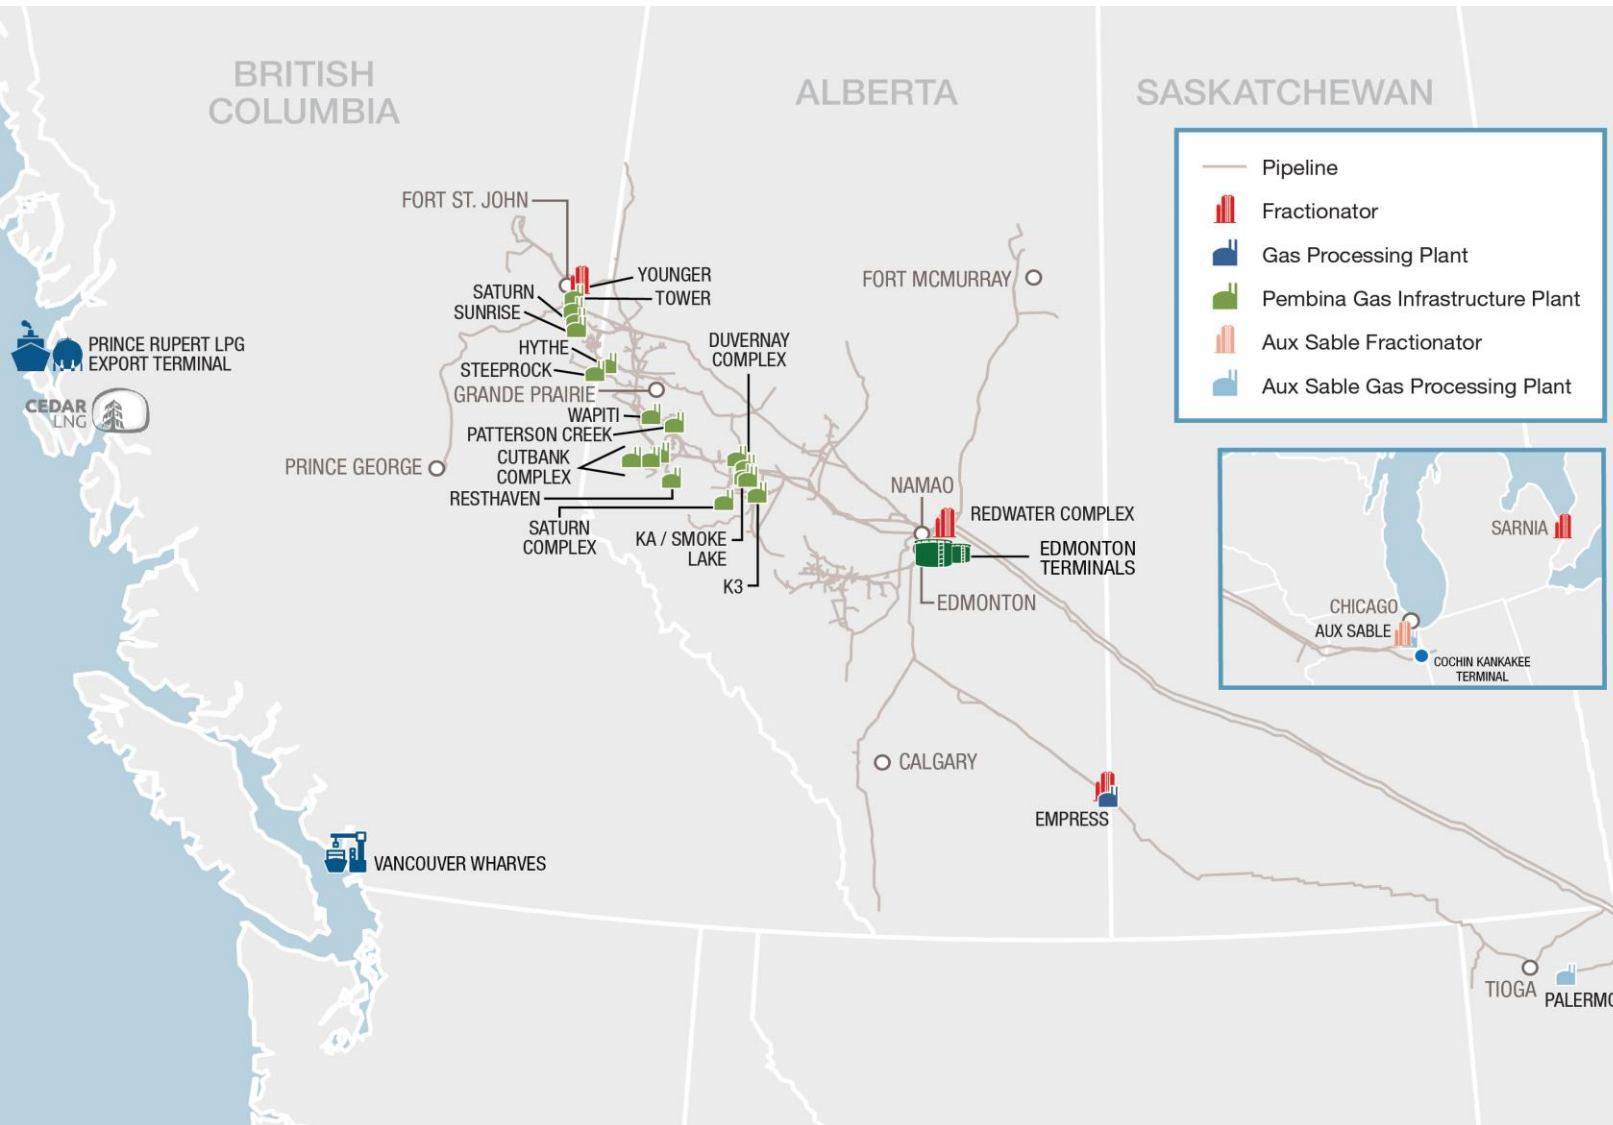 BRITISH
COLUMBIA
ALBERTA
SASKATCHEWAN
Pipeline
Fractionator
Gas Processing Plant
Pembina Gas Infrastructure Plant
Aux Sable Fractionator
Aux Sable Gas Processing Plant
FORT ST. JOHN
YOUNGER
TOWER
SATURN
SUNRISE
HYTHE
STEEPROCK
GRANDE PRAIRIE
WAPITI
PATTERSON CREEK
CUTBANK
COMPLEX
RESTHAVEN
SATURN
COMPLEX
DUVERNAY
COMPLEX
KA / SMOKE
LAKE
K3
FORT MCMURRAY
PRINCE RUPERT LPG
EXPORT TERMINAL
CEDAR
LNG
PRINCE GEORGE
NAMAO
REDWATER COMPLEX
EDMONTON
TERMINALS
EDMONTON
CALGARY
EMPRESS
VANCOUVER WHARVES
SARNIA
CHICAGO
AUX SABLE
COCHIN KANKAKEE
TERMINAL
TIOGA
PALERMO